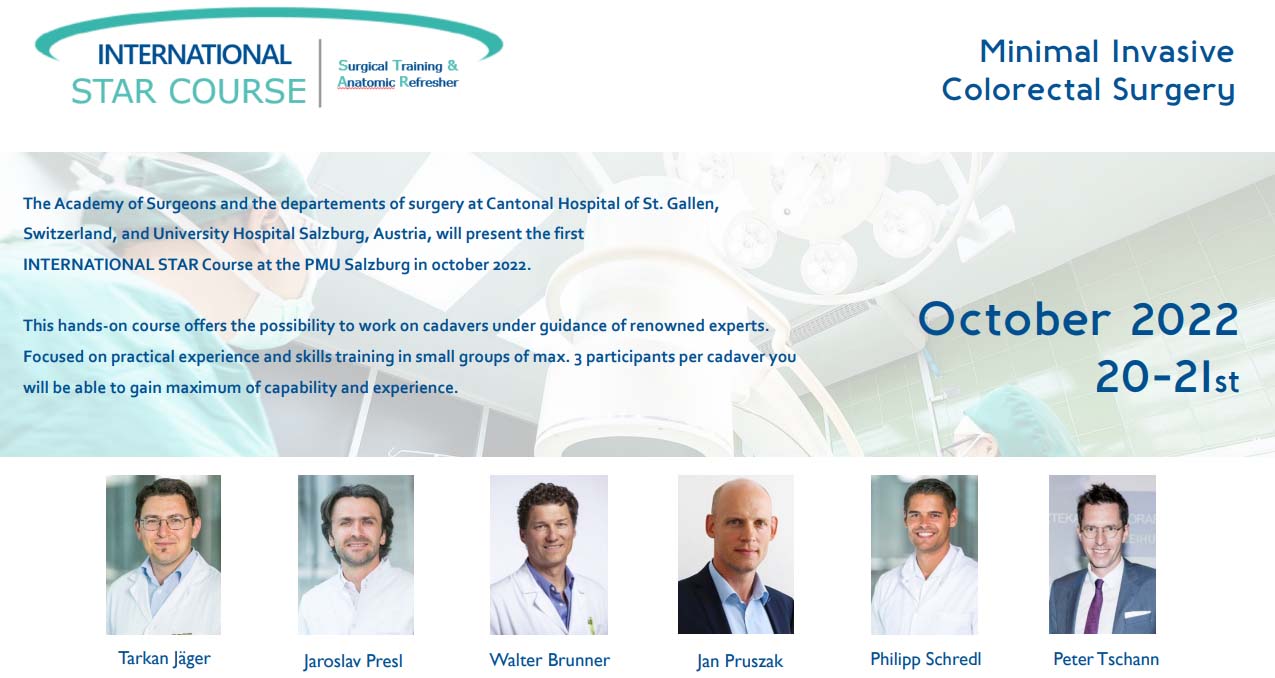 INTERNATIONAL
STAR COURSE
Surgical Training &
Anatomic Refresher
Minimal Invasive
Colorectal Surgery
The Academy of Surgeons and the departements of surgery at Cantonal Hospital of St. Gallen,
Switzerland, and University Hospital Salzburg, Austria, will present the first
INTERNATIONAL STAR Course at the PMU Salzburg in october 2022.
This hands-on course offers the possibility to work on cadavers under guidance of renowned experts.
Focused on practical experience and skills training in small groups of max. 3 participants per cadaver you
will be able to gain maximum of capability and experience.
October 2022
20-21st
Tarkan Jäger
Jaroslav Presl
Walter Brunner
Jan Pruszak
Philipp Schredl
Peter Tschann